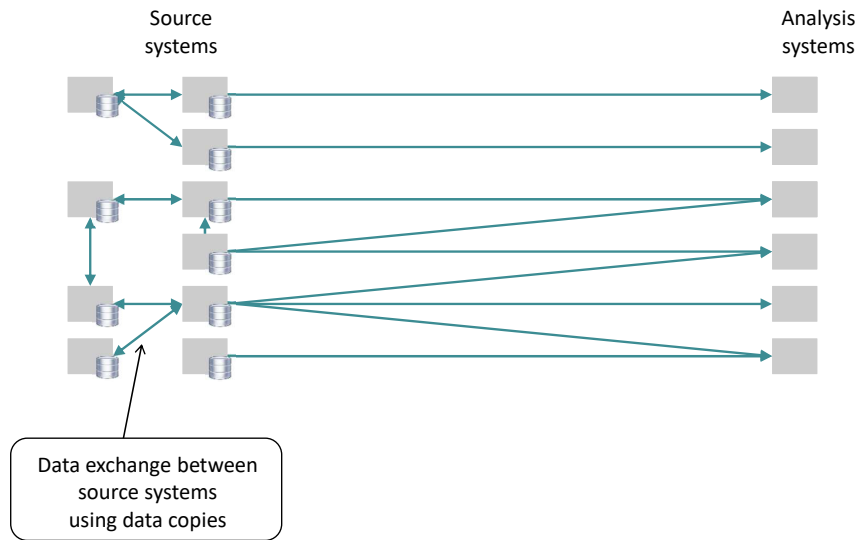 Source
systems
Analysis
systems
Data exchange between
source systems
using data copies